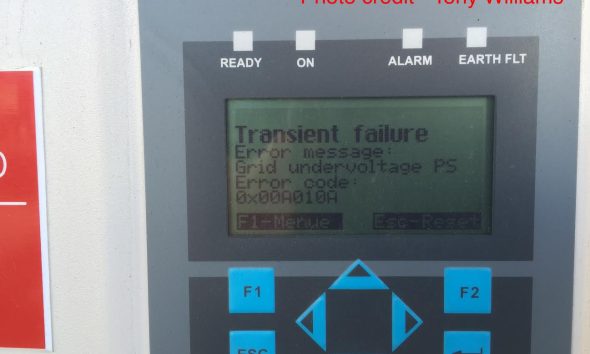 Photo credit - Tony Williams
READY ON ALARM EARTH FLT
Transient failure
Error message:
Grid undervoltage PS
Error code:
0x00A010A
F1-Menue Esc-Reset
F1 F2
ESC